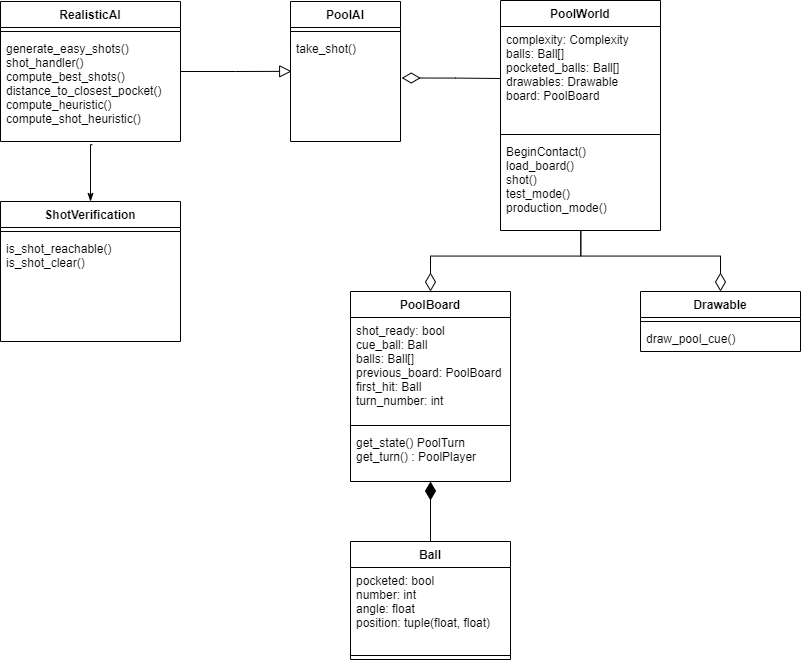 RealisticAI
generate_easy_shots()
shot_handler()
compute_best_shots()
distance_to_closest_pocket()
compute_heuristic()
compute_shot_heuristic()
PoolAI
take_shot()
PoolWorld
complexity: Complexity
balls: Ball[]
pocketed_balls: Ball[]
drawables: Drawable
board: PoolBoard
BeginContact()
load_board()
shot()
test_mode()
production_mode()
ShotVerification
is_shot_reachable()
is_shot_clear()
PoolBoard
shot_ready: bool
cue_ball: Ball
balls: Ball[]
previous_board: PoolBoard
first_hit: Ball
turn_number: int
get_state() PoolTurn
get_turn() : PoolPlayer
Drawable
draw_pool_cue()
Ball
pocketed: bool
number: int
angle: float
position: tuple(float, float)